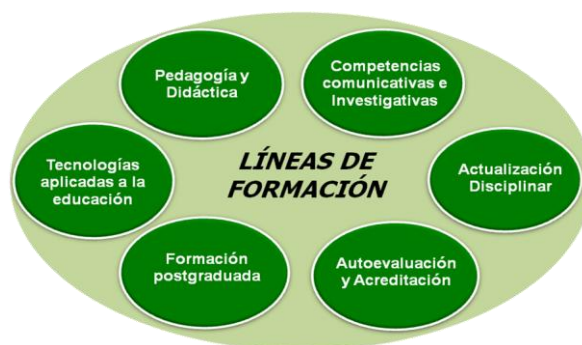 Pedagogía y
Didáctica
Competencias
comunicativas e
Investigativas
Tecnologías
aplicadas a la
educación
LÍNEAS DE
FORMACIÓN
Actualización
Disciplinar
Formación
postgraduada
Autoevaluación
y Acreditación